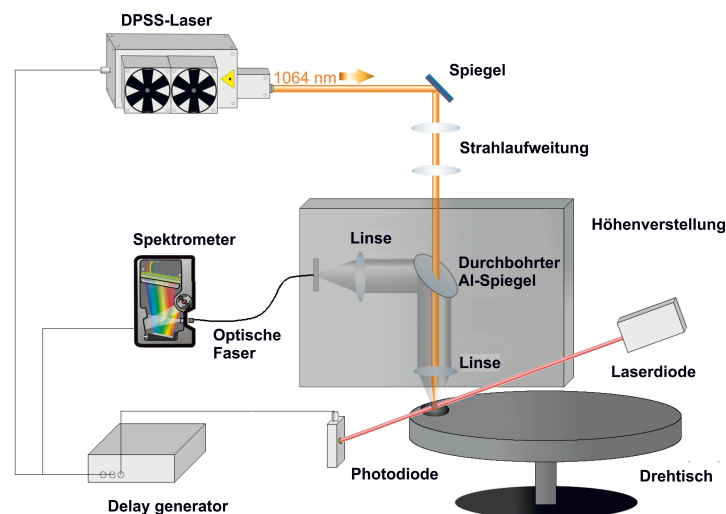 DPSS-Laser
1064 nm
Spiegel
Strahlaufweitung
Höhenverstellung
Spektrometer
Linse
Durchbohrter
Al-Spiegel
Optische
Faser
Linse
Laserdiode
Photodiode
Drehtisch
Delay generator